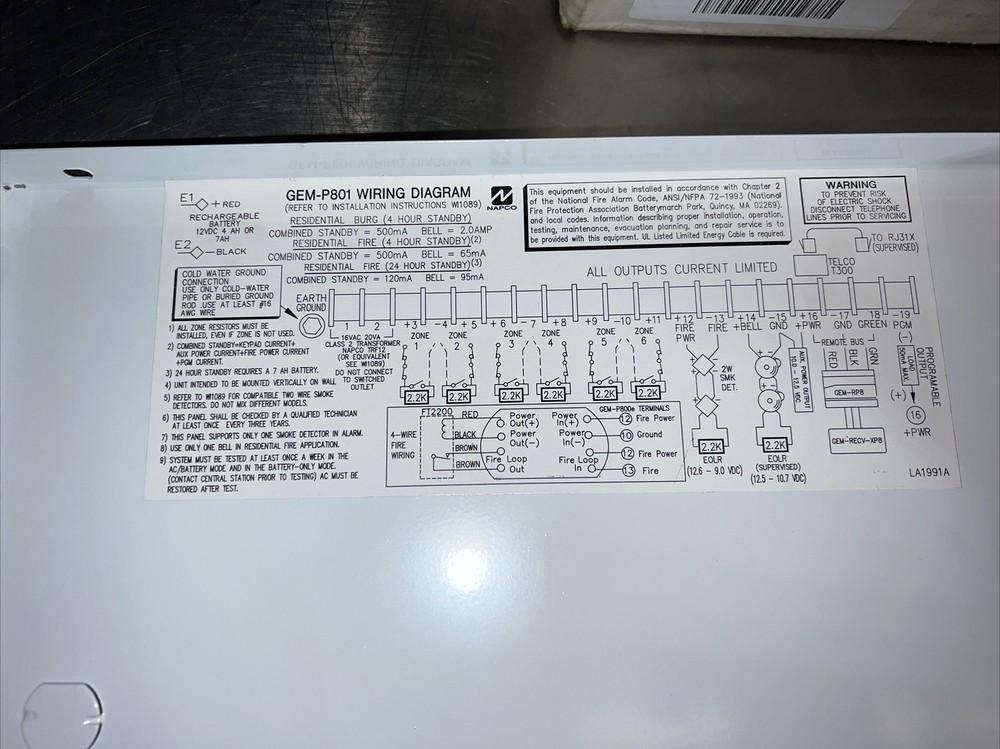 GEM-P801 WIRING DIAGRAM
(REFER TO INSTALLATION INSTRUCTIONS WI1089)
RESIDENTIAL BURG (4 HOUR STANDBY)
COMBINED STANDBY = 500mA BELL = 2.0AMP
RESIDENTIAL FIRE (4 HOUR STANDBY)(2)
COMBINED STANDBY = 500mA BELL = 65mA
RESIDENTIAL FIRE (24 HOUR STANDBY)(3)
COMBINED STANDBY = 120mA BELL = 95mA
NAPCO
This equipment should be installed in accordance with Chapter 2
of the National Fire Alarm Code, ANSI/NFPA 72-1993 (National
Fire Protection Association Batterymarch Park, Quincy, MA 02269).
and local codes. Information describing proper installation, operation,
testing, maintenance, evacuation planning, and repair service is to
be provided with this equipment. UL Listed Limited Energy Cable is required.
WARNING
TO PREVENT RISK
OF ELECTRIC SHOCK
DISCONNECT TELEPHONE
LINES PRIOR TO SERVICING
E1
+ RED
RECHARGEABLE
BATTERY
12VDC 4 AH OR
7AH
E2
-BLACK
COLD WATER GROUND
CONNECTION
USE ONLY COLD-WATER
PIPE OR BURIED GROUND
ROD .USE AT LEAST #16
AWG WIRE
EARTH
GROUND
ALL OUTPUTS CURRENT LIMITED
TO RJ31X
(SUPERVISED)
TELCO
T300
1 2 +3 -4 +5 +6 -7 +8 +9 -10 +11 +12 -13 +14 -15 +16 -17 18 -19
FIRE PWR FIRE +BELL GND +PWR GND GREEN PGM
(-)
16VAC 20VA
CLASS 2 TRANSFORMER
NAPCO TRF12
(OR EQUIVALENT
SEE WI1089)
DO NOT CONNECT
TO SWITCHED
OUTLET
ZONE ZONE ZONE
1 2 3 4 5 6
2.2K 2.2K 2.2K 2.2K 2.2K 2.2K
1) ALL ZONE RESISTORS MUST BE
INSTALLED, EVEN IF ZONE IS NOT USED.
2) COMBINED STANDBY=KEYPAD CURRENT+
AUX POWER CURRENT+FIRE POWER CURRENT
+PGM CURRENT.
3) 24 HOUR STANDBY REQUIRES A 7 AH BATTERY.
4) UNIT INTENDED TO BE MOUNTED VERTICALLY ON WALL
5) REFER TO WI1089 FOR COMPATIBLE TWO WIRE SMOKE
DETECTORS. DO NOT MIX DIFFERENT MODELS.
6) THIS PANEL SHALL BE CHECKED BY A QUALIFIED TECHNICIAN
AT LEAST ONCE EVERY THREE YEARS.
7) THIS PANEL SUPPORTS ONLY ONE SMOKE DETECTOR IN ALARM.
8) USE ONLY ONE BELL IN RESIDENTIAL FIRE APPLICATION.
9) SYSTEM MUST BE TESTED AT LEAST ONCE A WEEK IN THE
AC/BATTERY MODE AND IN THE BATTERY-ONLY MODE.
(CONTACT CENTRAL STATION PRIOR TO TESTING) AC MUST BE
RESTORED AFTER TEST.
4-WIRE
FIRE
WIRING
FT2200
RED
BLACK
BROWN
BROWN
Power
Out(+)
Power
Out(-)
Fire Loop
Out
Power
In(+)
Power
In(-)
Fire Loop
In
GEM-P800e TERMINALS
12 Fire Power
10 Ground
12 Fire Power
13 Fire
2W
SMK
DET.
2.2K
EOLR
(12.6 - 9.0 VDC)
2.2K
EOLR
(SUPERVISED)
(12.5 - 10.7 VDC)
AUX. POWER OUTPUT
10.0 - 12.5 VDC
REMOTE BUS
RED
BLK
GRN
GEM-RP8
GEM-RECV-XP8
LOAD
50mA MAX.
PROGRAMABLE
OUTPUT
(+)
16
+PWR
LA1991A